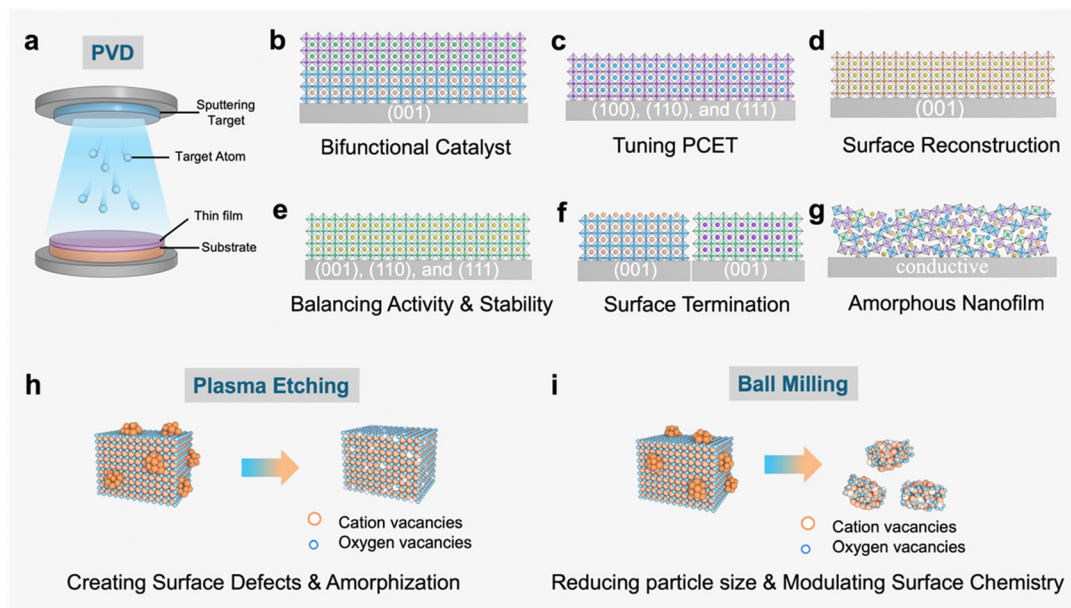 a
PVD
Sputtering
Target
Target Atom
Thin film
Substrate
b
(001)
Bifunctional Catalyst
c
(100), (110), and (111)
Tuning PCET
d
(001)
Surface Reconstruction
e
(001), (110), and (111)
Balancing Activity & Stability
f
(001)
(001)
Surface Termination
g
conductive
Amorphous Nanofilm
h
Plasma Etching
Cation vacancies
Oxygen vacancies
Creating Surface Defects & Amorphization
i
Ball Milling
Cation vacancies
Oxygen vacancies
Reducing particle size & Modulating Surface Chemistry